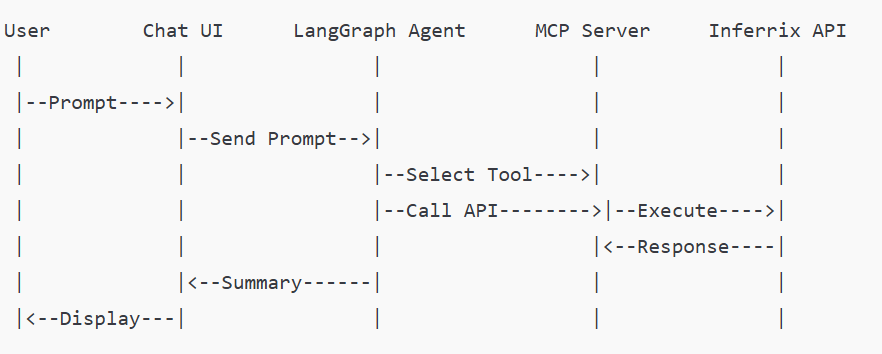 User        Chat UI      LangGraph Agent      MCP Server     Inferrix API
 |             |                |                  |               |
 |--Prompt---->|                |                  |               |
 |             |--Send Prompt-->|                  |               |
 |             |                |--Select Tool---->|               |
 |             |                |--Call API-------->|--Execute---->|
 |             |                |                  |<--Response----|
 |             |<--Summary------|                  |               |
 |<--Display---|                |                  |               |